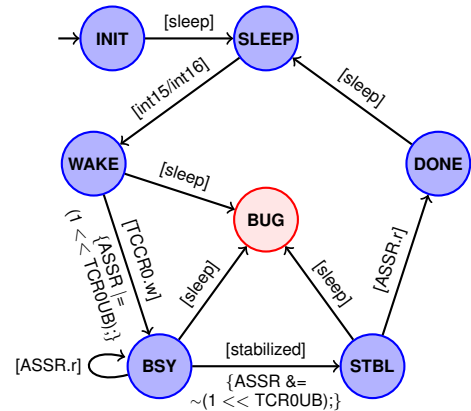 [sleep]
INIT
SLEEP
[int15/int16]
[sleep]
WAKE
[sleep]
DONE
BUG
[TCCR0.w]
{ASSR |=
(1 << TCR0UB);}
[sleep]
[sleep]
[ASSR.r]
[ASSR.r]
BSY
[stabilized]
STBL
{ASSR &=
~(1 << TCR0UB);}